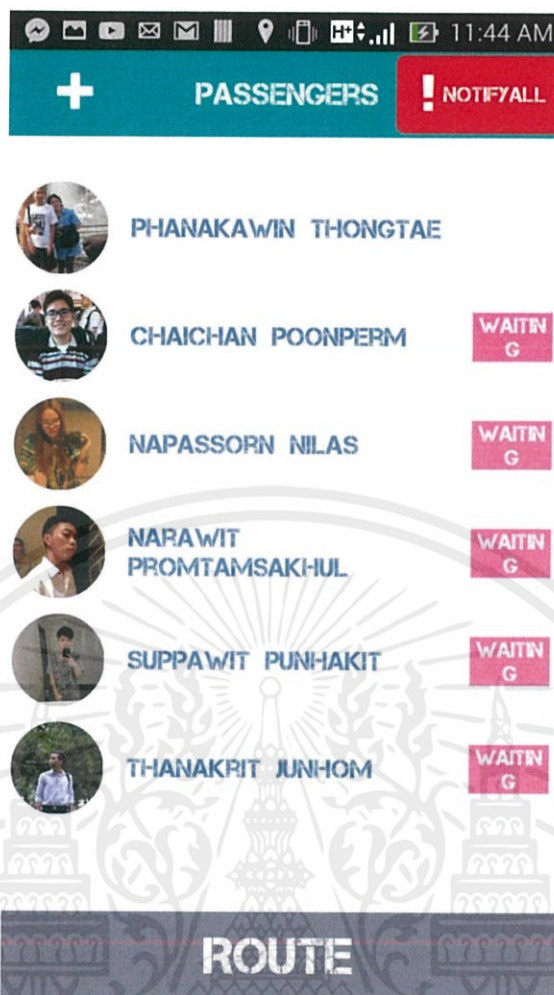 11:44 AM
PASSENGERS
! NOTIFYALL
PHANAKAWIN THONGTAE
CHAICHAN POONPERM
WAITIN
G
NAPASSORN NILAS
WAITIN
G
NARAWIT
PROMTAMSAKHUL
WAITIN
G
SUPPAWIT PUNHAKIT
WAITIN
G
THANAKRIT JUNHOM
WAITIN
G
ROUTE